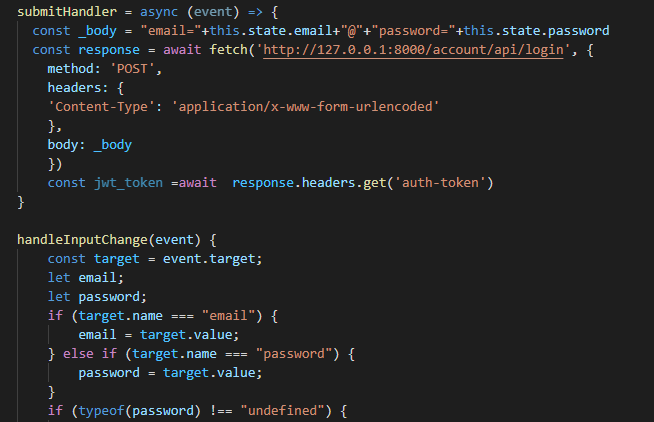 submitHandler = async (event) => {
const _body = "email="+this.state.email+"@"+"password="+this.state.password
const response = await fetch('http://127.0.0.1:8000/account/api/login', {
method: 'POST',
headers: {
'Content-Type': 'application/x-www-form-urlencoded'
},
body: _body
})
const jwt_token =await  response.headers.get('auth-token')
}
handleInputChange(event) {
const target = event.target;
let email;
let password;
if (target.name === "email") {
email = target.value;
} else if (target.name === "password") {
password = target.value;
}
if (typeof(password) !== "undefined") {